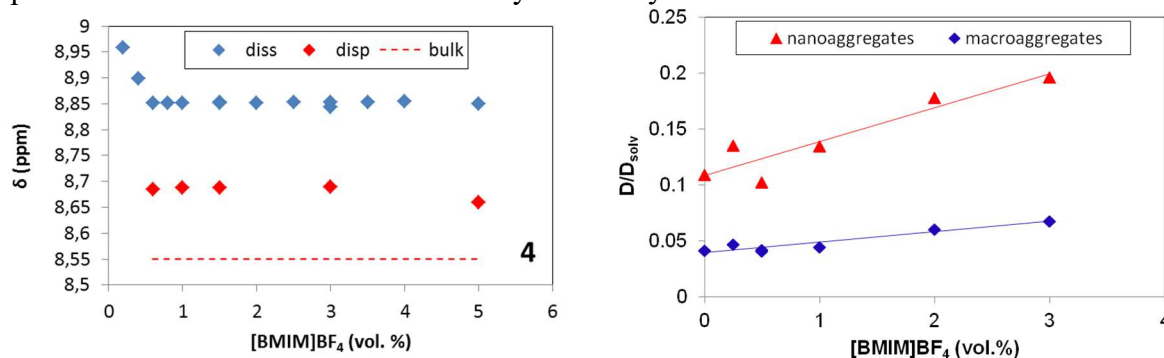 9
8,95
8,9
8,85
8,8
8,75
8,7
8,65
8,6
8,55
8,5
δ (ppm)
diss disp bulk
4
0 1 2 3 4 5 6
[BMIM]BF4 (vol. %)
0.25
0.2
0.15
0.1
0.05
0
D/Dsolv
nanoaggregates macroaggregates
0 1 2 3 4
[BMIM]BF4 (vol.%)